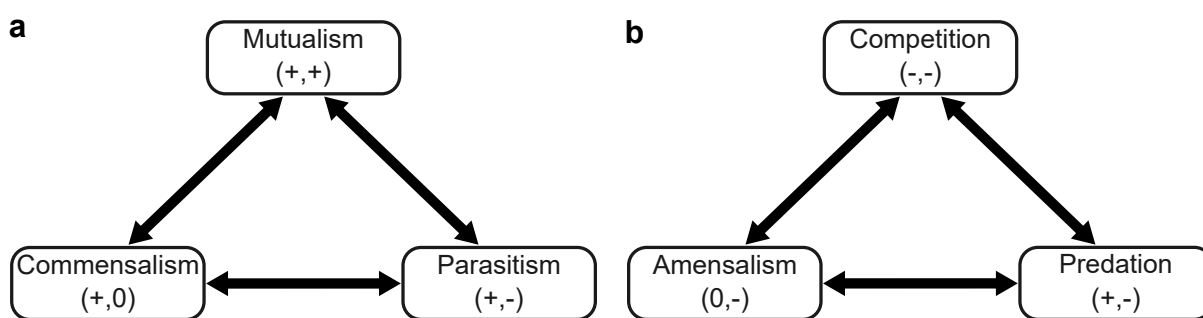 a
Mutualism
(+,+)
Commensalism
(+,0)
Parasitism
(+,-)
b
Competition
(-,-)
Amensalism
(0,-)
Predation
(+,-)